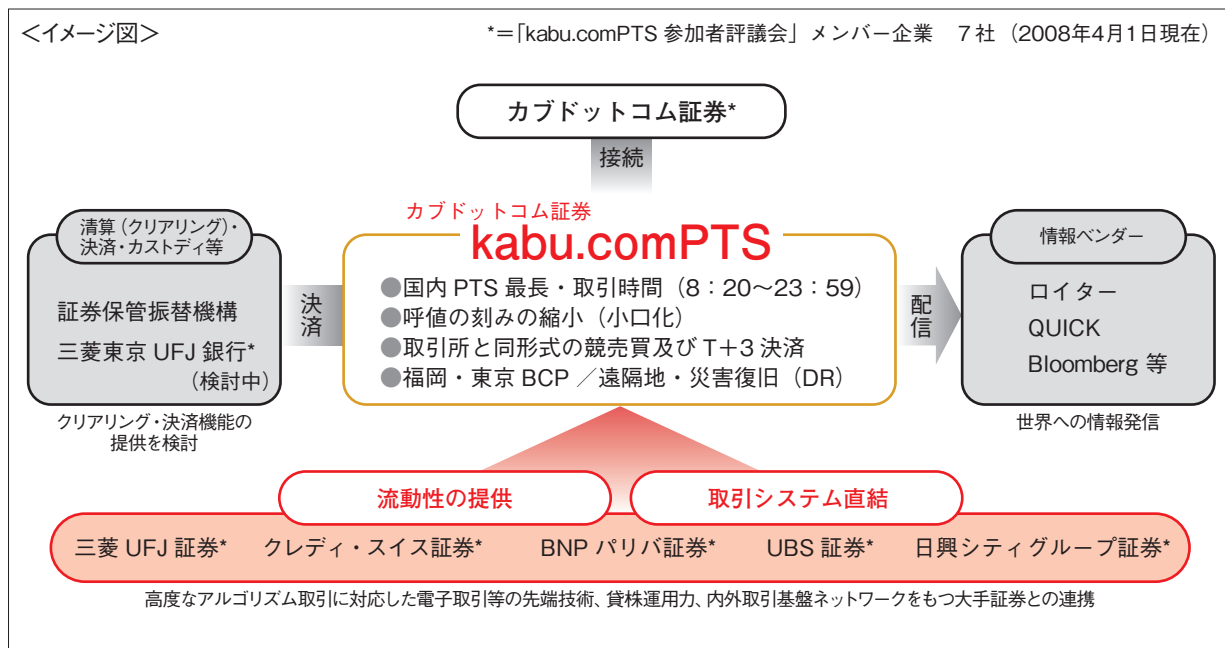 ＜イメージ図＞
*＝「kabu.comPTS 参加者評議会」メンバー企業　７社（2008年4月1日現在）
カブドットコム証券*
接続
清算（クリアリング）・
決済・カストディ等
証券保管振替機構
三菱東京 UFJ 銀行*
（検討中）
クリアリング・決済機能の
提供を検討
決済
カブドットコム証券
kabu.comPTS
●国内 PTS 最長・取引時間（8：20～23：59）
●呼値の刻みの縮小（小口化）
●取引所と同形式の競売買及び T＋3 決済
●福岡・東京 BCP ／遠隔地・災害復旧（DR）
配信
情報ベンダー
ロイター
QUICK
Bloomberg 等
世界への情報発信
流動性の提供
取引システム直結
三菱 UFJ 証券*　クレディ・スイス証券*　BNP パリバ証券*　UBS 証券*　日興シティグループ証券*
高度なアルゴリズム取引に対応した電子取引等の先端技術、貸株運用力、内外取引基盤ネットワークをもつ大手証券との連携